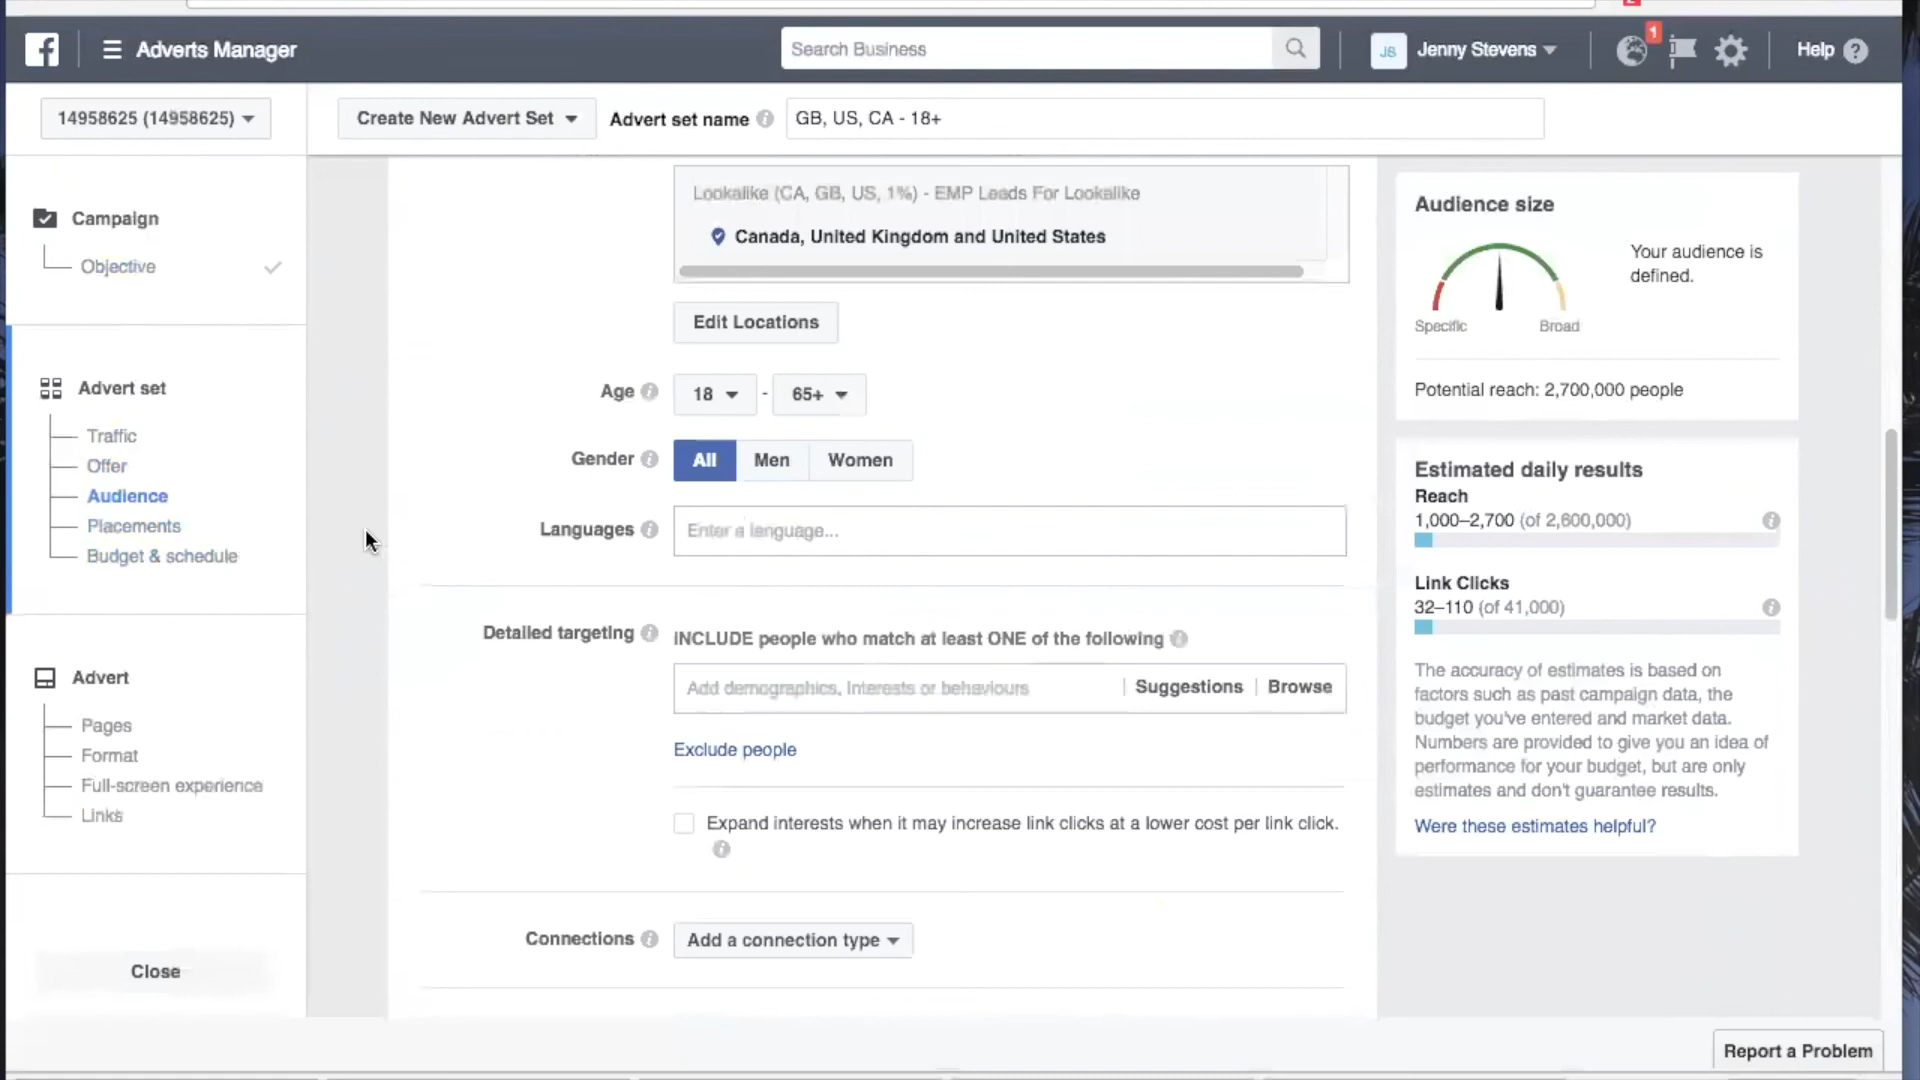 Adverts Manager
Search Business
JS
Jenny Stevens
1
Help ?
14958625 (14958625)
Create New Advert Set
Advert set name
GB, US, CA - 18+
Campaign
Objective
Advert set
Traffic
Offer
Audience
Placements
Budget & schedule
Advert
Pages
Format
Full-screen experience
Links
Close
Lookalike (CA, GB, US, 1%) - EMP Leads For Lookalike
Canada, United Kingdom and United States
Edit Locations
Age
18 - 65+
Gender
All Men Women
Languages
Enter a language...
Detailed targeting
INCLUDE people who match at least ONE of the following
Add demographics, interests or behaviours
Suggestions | Browse
Exclude people
Expand interests when it may increase link clicks at a lower cost per link click.
Connections
Add a connection type
Audience size
Specific
Broad
Your audience is
defined.
Potential reach: 2,700,000 people
Estimated daily results
Reach
1,000–2,700 (of 2,600,000)
Link Clicks
32–110 (of 41,000)
The accuracy of estimates is based on
factors such as past campaign data, the
budget you've entered and market data.
Numbers are provided to give you an idea of
performance for your budget, but are only
estimates and don't guarantee results.
Were these estimates helpful?
Report a Problem